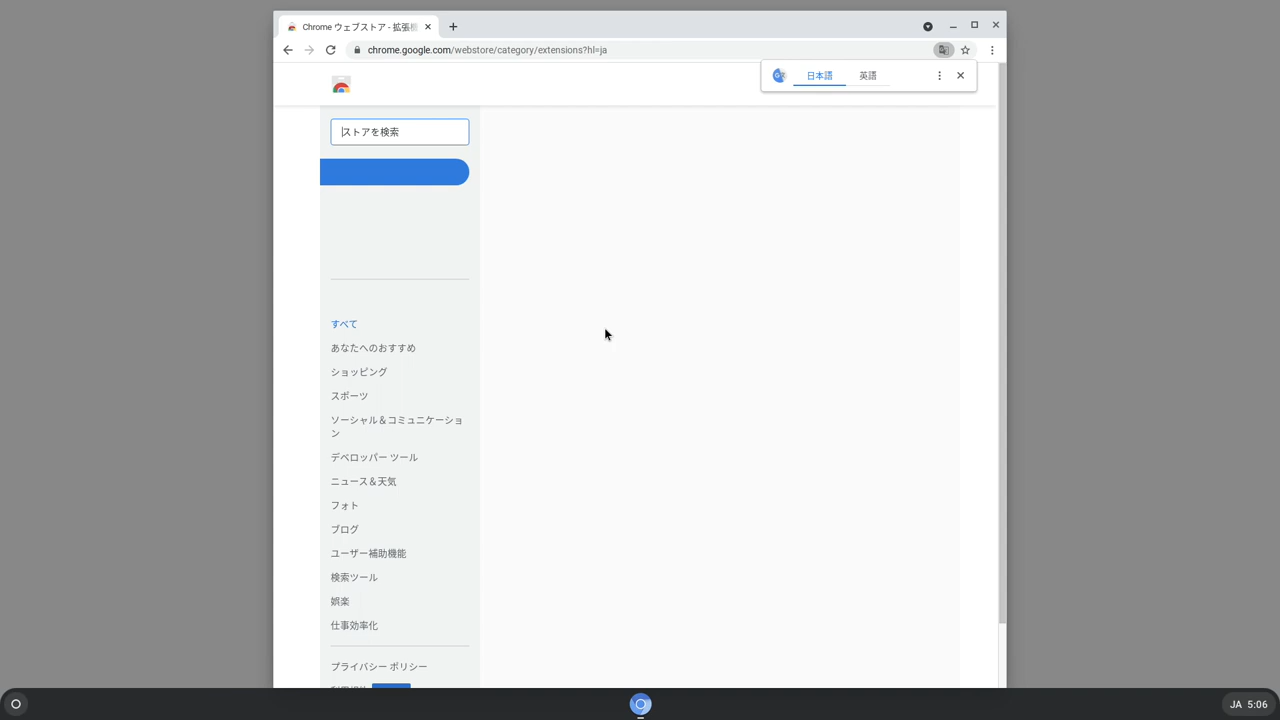 Chrome ウェブストア - 拡張機
chrome.google.com/webstore/category/extensions?hl=ja
日本語
英語
ストアを検索
すべて
あなたへのおすすめ
ショッピング
スポーツ
ソーシャル＆コミュニケーショ
ン
デベロッパー ツール
ニュース＆天気
フォト
ブログ
ユーザー補助機能
検索ツール
娯楽
仕事効率化
プライバシー ポリシー
JA 5:06